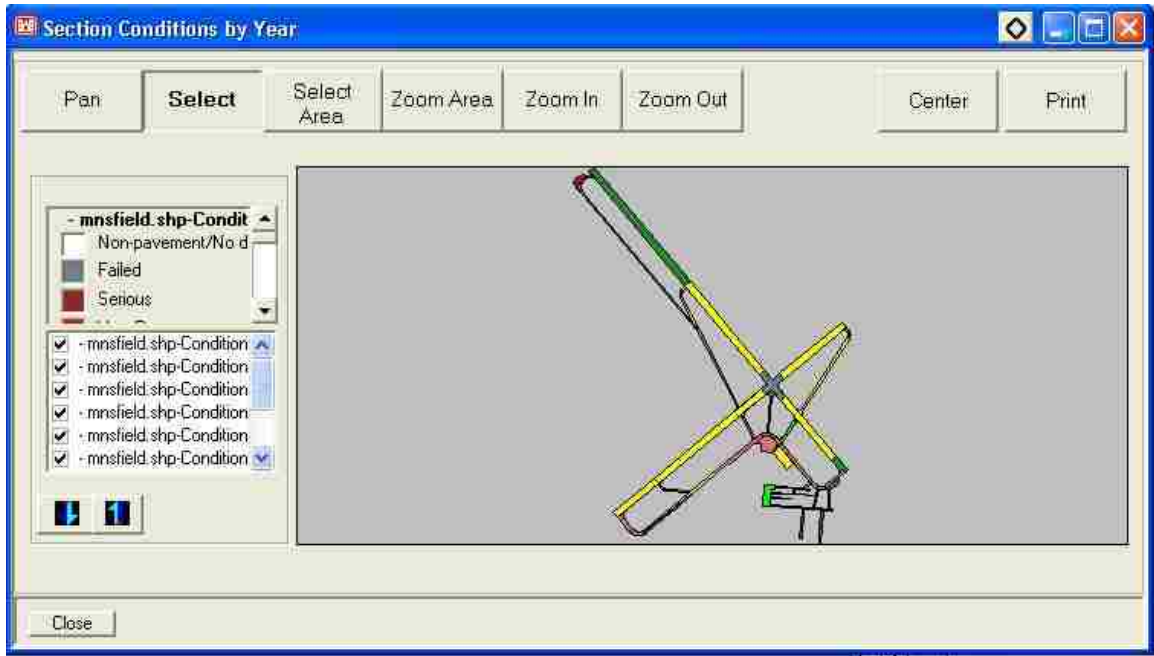 Section Conditions by Year
Pan
Select
Select
Area
Zoom Area
Zoom In
Zoom Out
Center
Print
- mnsfield.shp-Condit
Non-pavement/No d
Failed
Serious
- mnsfield.shp-Condition
- mnsfield.shp-Condition
- mnsfield.shp-Condition
- mnsfield.shp-Condition
- mnsfield.shp-Condition
- mnsfield.shp-Condition
Close